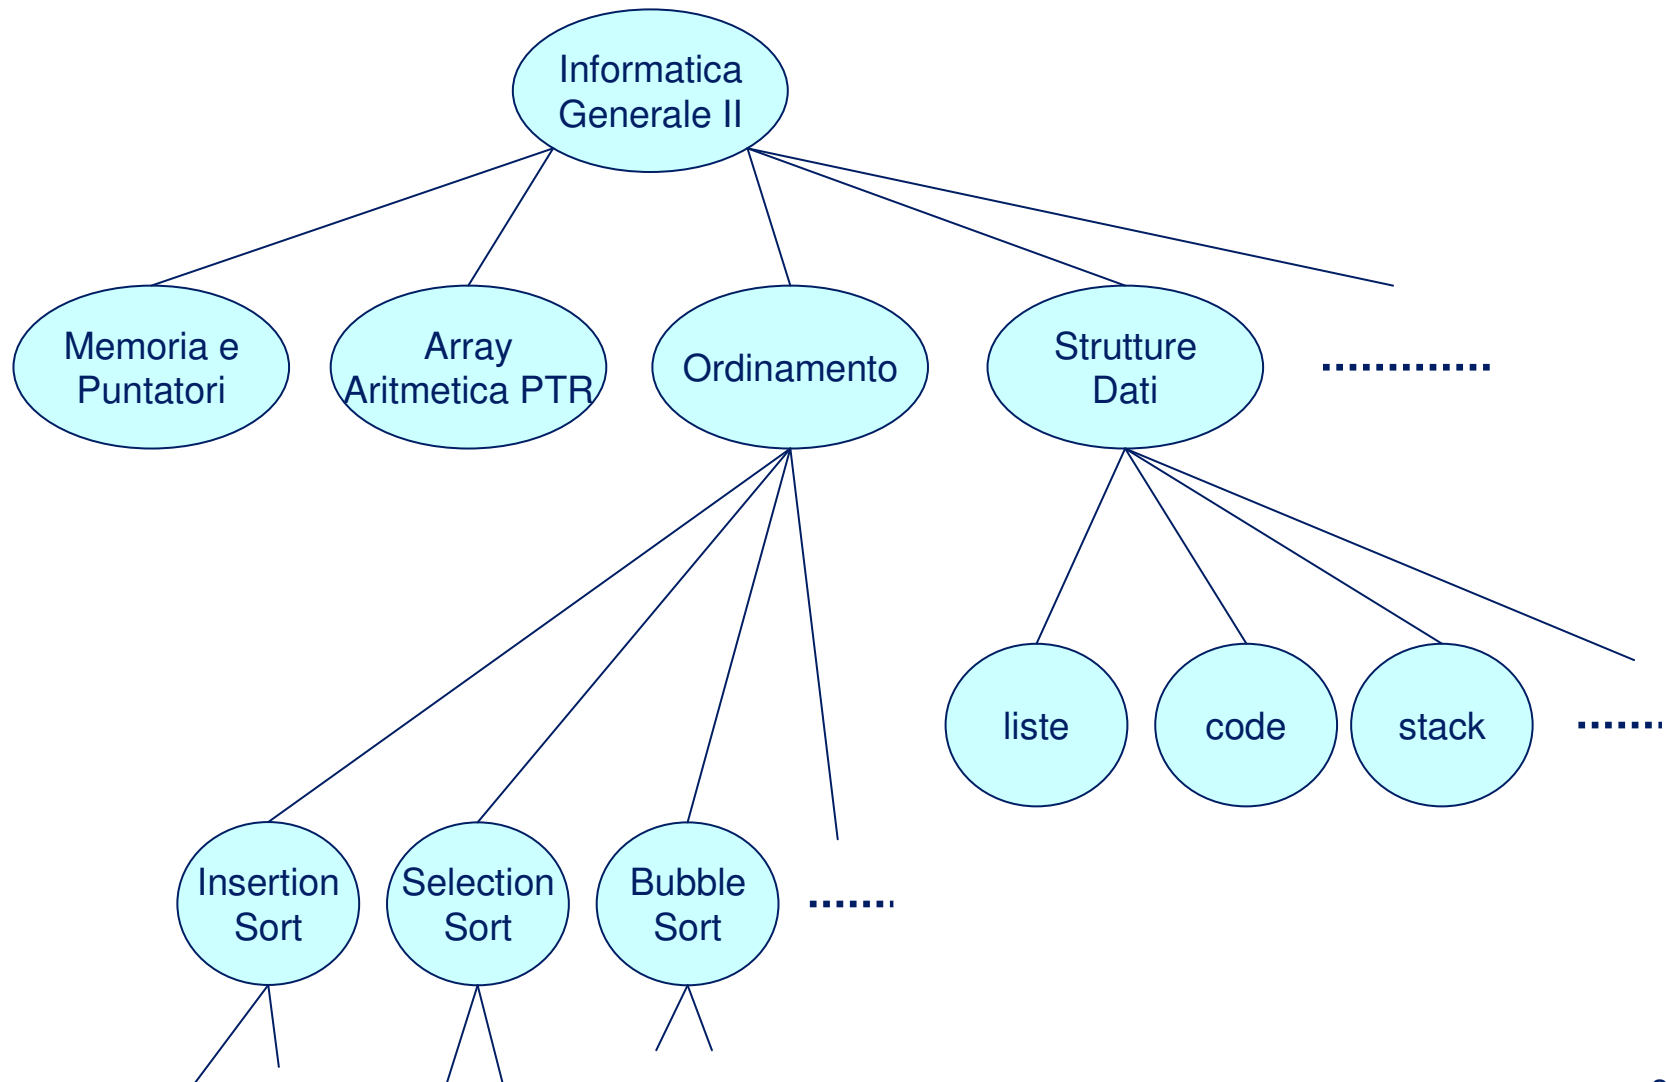 Informatica
Generale II
Memoria e
Puntatori
Array
Aritmetica PTR
Ordinamento
Strutture
Dati
liste
code
stack
Insertion
Sort
Selection
Sort
Bubble
Sort